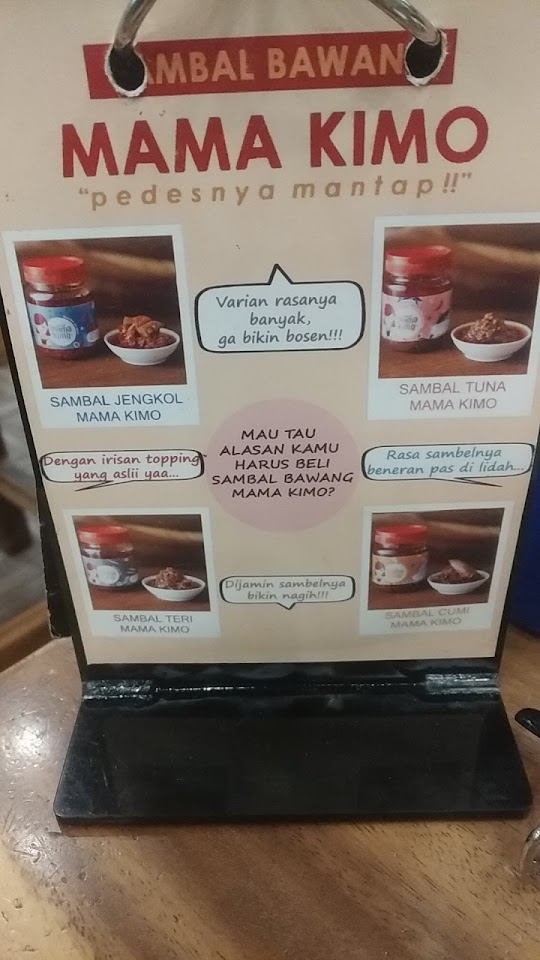 AMBAL BAWAN
MAMA KIMO
"pedesnya mantap!!"
Varian rasanya
banyak,
ga bikin bosen!!!
SAMBAL JENGKOL
MAMA KIMO
SAMBAL TUNA
MAMA KIMO
MAU TAU
ALASAN KAMU
HARUS BELI
SAMBAL BAWANG
MAMA KIMO?
Dengan irisan topping
yang aslii yaa...
Rasa sambelnya
beneran pas di lidah...
Dijamin sambelnya
bikin nagih!!!
SAMBAL TERI
MAMA KIMO
SAMBAL CUMI
MAMA KIMO